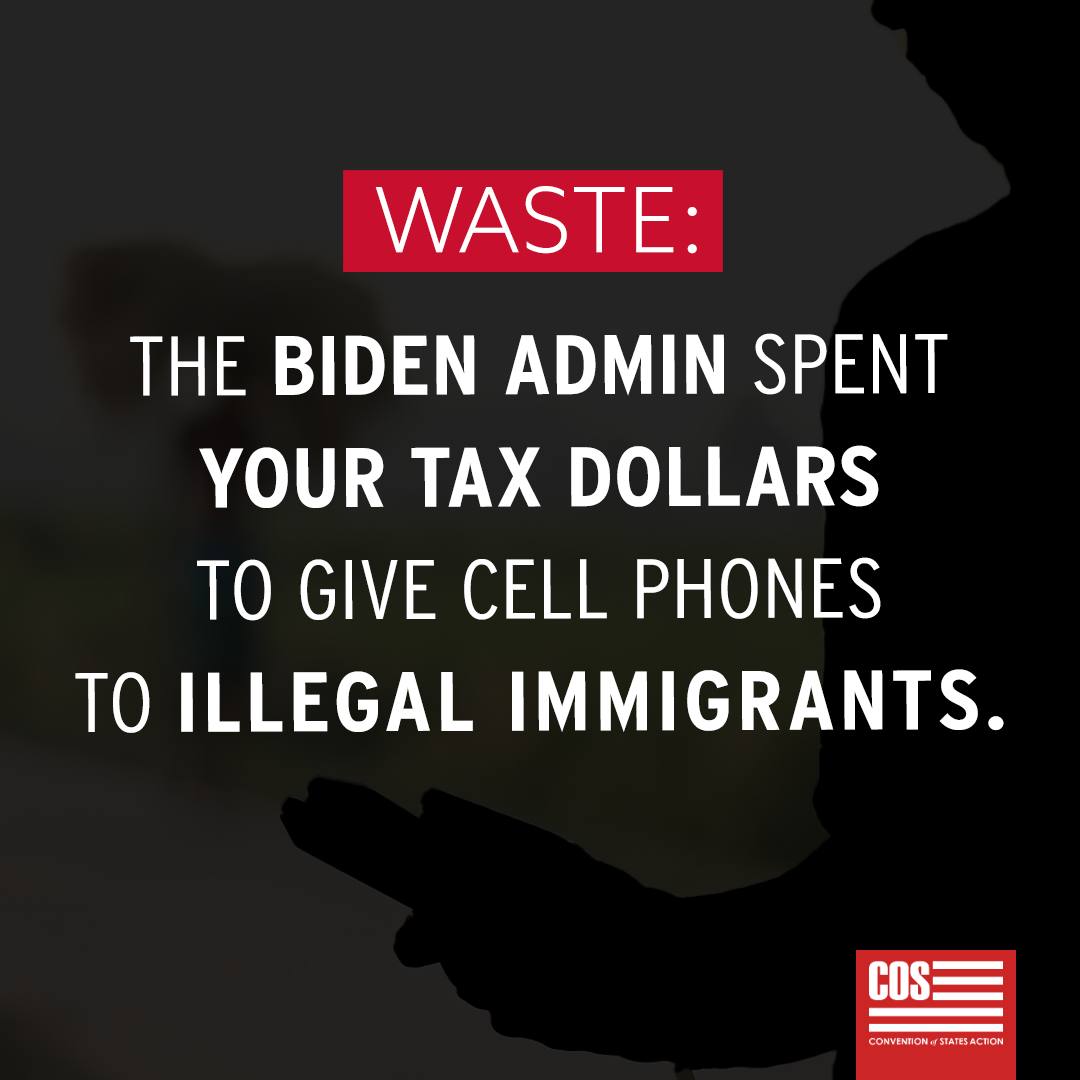 WASTE:
THE BIDEN ADMIN SPENT
YOUR TAX DOLLARS
TO GIVE CELL PHONES
TO ILLEGAL IMMIGRANTS.
COS
CONVENTION of STATES ACTION